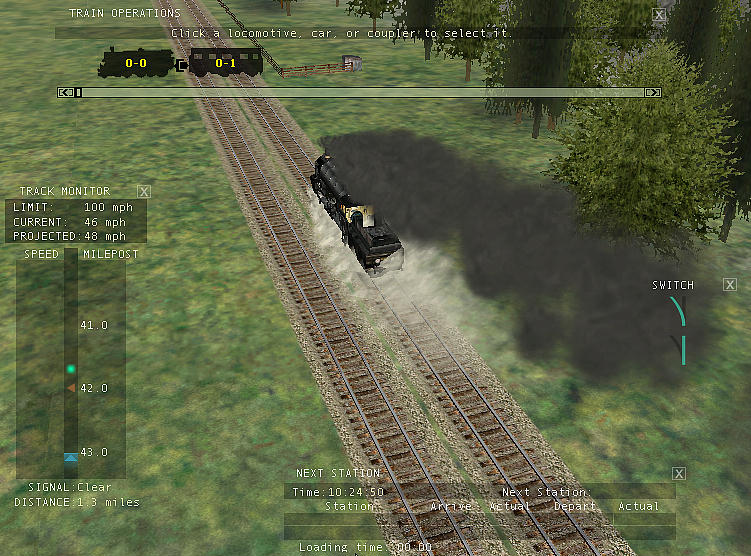 TRAIN OPERATIONS
X
Click a locomotive, car, or coupler to select it.
0-0
0-1
TRACK MONITOR
X
LIMIT: 100 mph
CURRENT: 46 mph
PROJECTED: 48 mph
SPEED MILEPOST
41.0
42.0
43.0
SIGNAL:Clear
DISTANCE:1.3 miles
SWITCH
X
NEXT STATION
X
Time:10:24:50
Next Station:
Station
Arrive
Actual
Depart
Actual
Loading time: 00:00